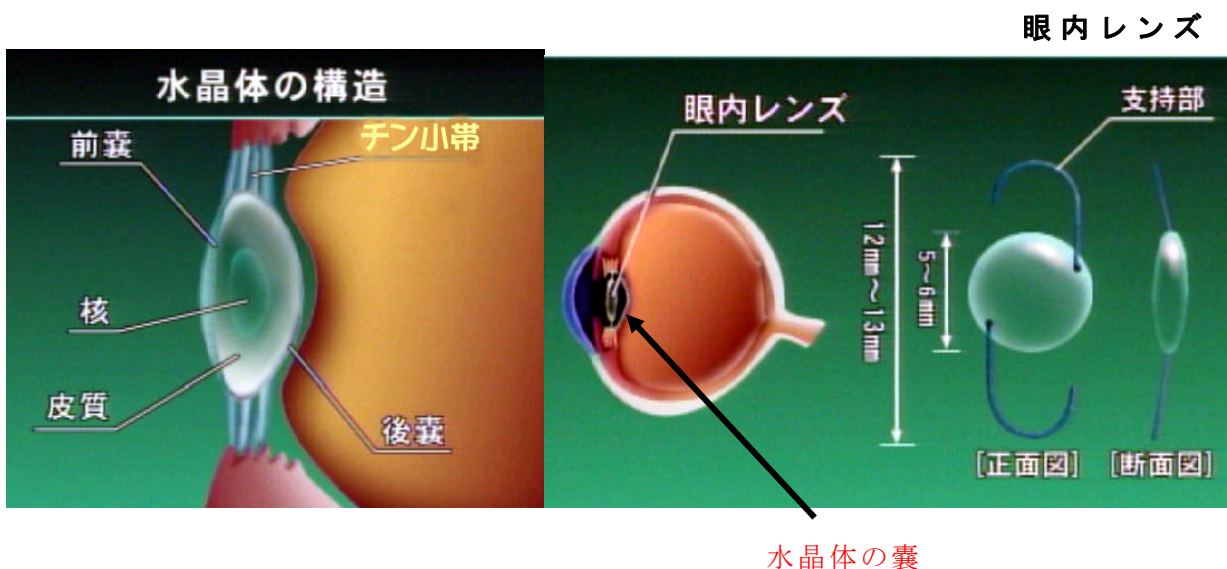 眼内レンズ
水晶体の構造
チン小帯
前嚢
核
皮質
後嚢
眼内レンズ
支持部
12mm〜13mm
5〜6mm
[正面図]
[断面図]
水晶体の嚢